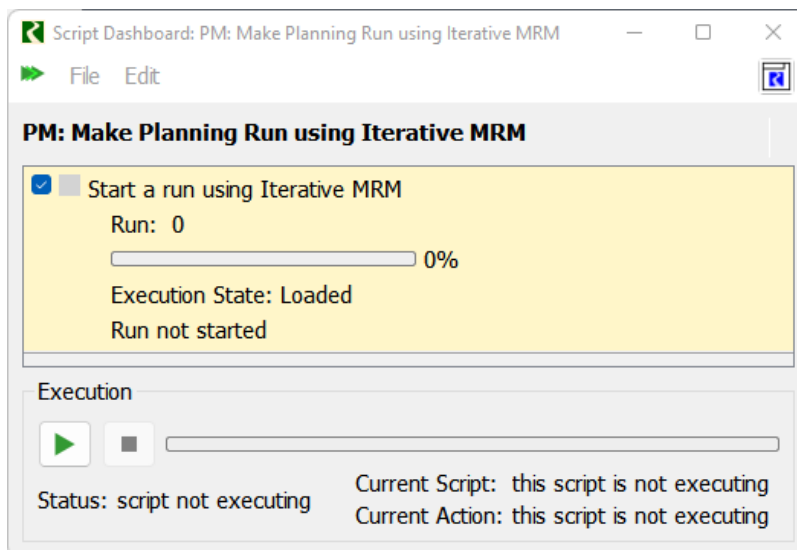 Script Dashboard: PM: Make Planning Run using Iterative MRM
File Edit
PM: Make Planning Run using Iterative MRM
Start a run using Iterative MRM
Run: 0
0%
Execution State: Loaded
Run not started
Execution
Status: script not executing
Current Script: this script is not executing
Current Action: this script is not executing